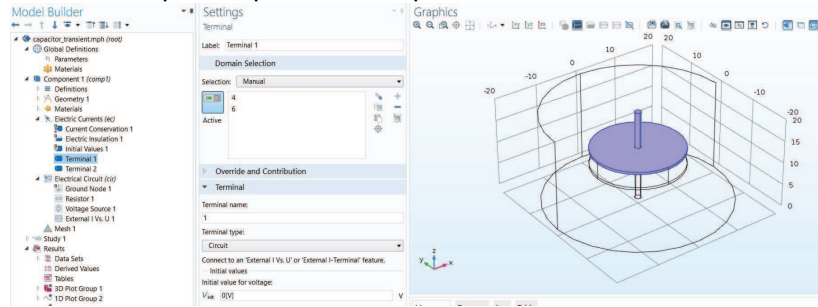 Model Builder
capacitor_transient.mph (root)
Global Definitions
Parameters
Materials
Component 1 (comp1)
Definitions
Geometry 1
Materials
Electric Currents (ec)
Current Conservation 1
Electric Insulation 1
Initial Values 1
Terminal 1
Terminal 2
Electrical Circuit (cir)
Ground Node 1
Resistor 1
Voltage Source 1
External I Vs. U 1
Mesh 1
Study 1
Results
Data Sets
Derived Values
Tables
3D Plot Group 1
1D Plot Group 2
Settings
Terminal
Label: Terminal 1
Domain Selection
Selection: Manual
4
6
Active
Override and Contribution
Terminal
Terminal name:
1
Terminal type:
Circuit
Connect to an 'External I Vs. U' or 'External I-Terminal' feature.
Initial values
Initial value for voltage:
Vinit 0[V] V
Graphics
20 20
10 10
0 0
-10 -10
-20 -20
20
15
10
5
0
z
y x